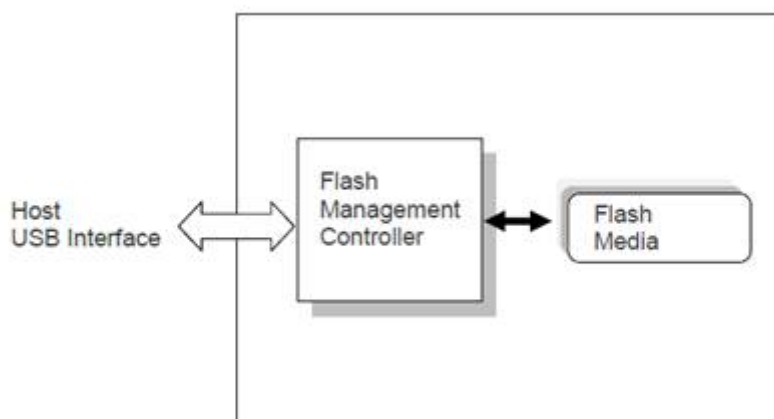 Host
USB Interface
Flash
Management
Controller
Flash
Media